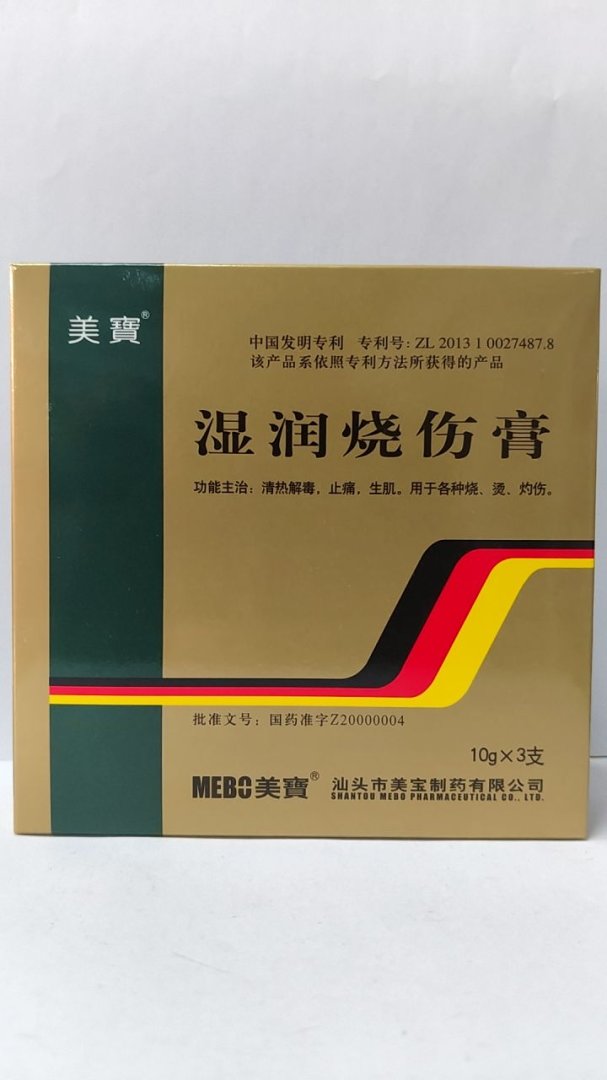 美寶®
中国发明专利 专利号：ZL 2013 1 0027487.8
该产品系依照专利方法所获得的产品
湿润烧伤膏
功能主治：清热解毒，止痛，生肌。用于各种烧、烫、灼伤。
批准文号：国药准字Z20000004
10g×3支
MEBO美寶® 汕头市美宝制药有限公司
SHANTOU MEBO PHARMACEUTICAL CO., LTD.